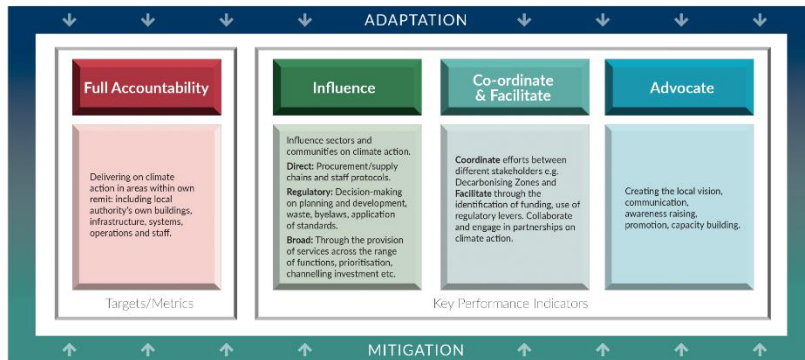 ADAPTATION
Full Accountability
Delivering on climate
action in areas within own
remit: including local
authority's own buildings,
infrastructure, systems,
operations and staff.
Targets/Metrics
Influence
Influence sectors and
communities on climate action.
Direct: Procurement/supply
chains and staff protocols.
Regulatory: Decision-making
on planning and development,
waste, byelaws, application
of standards.
Broad: Through the provision
of services across the range
of functions, prioritisation,
channelling investment etc.
Co-ordinate
& Facilitate
Coordinate efforts between
different stakeholders e.g.
Decarbonising Zones and
Facilitate through the
identification of funding, use of
regulatory levers. Collaborate
and engage in partnerships on
climate action.
Advocate
Creating the local vision,
communication,
awareness raising,
promotion, capacity building.
Key Performance Indicators
MITIGATION